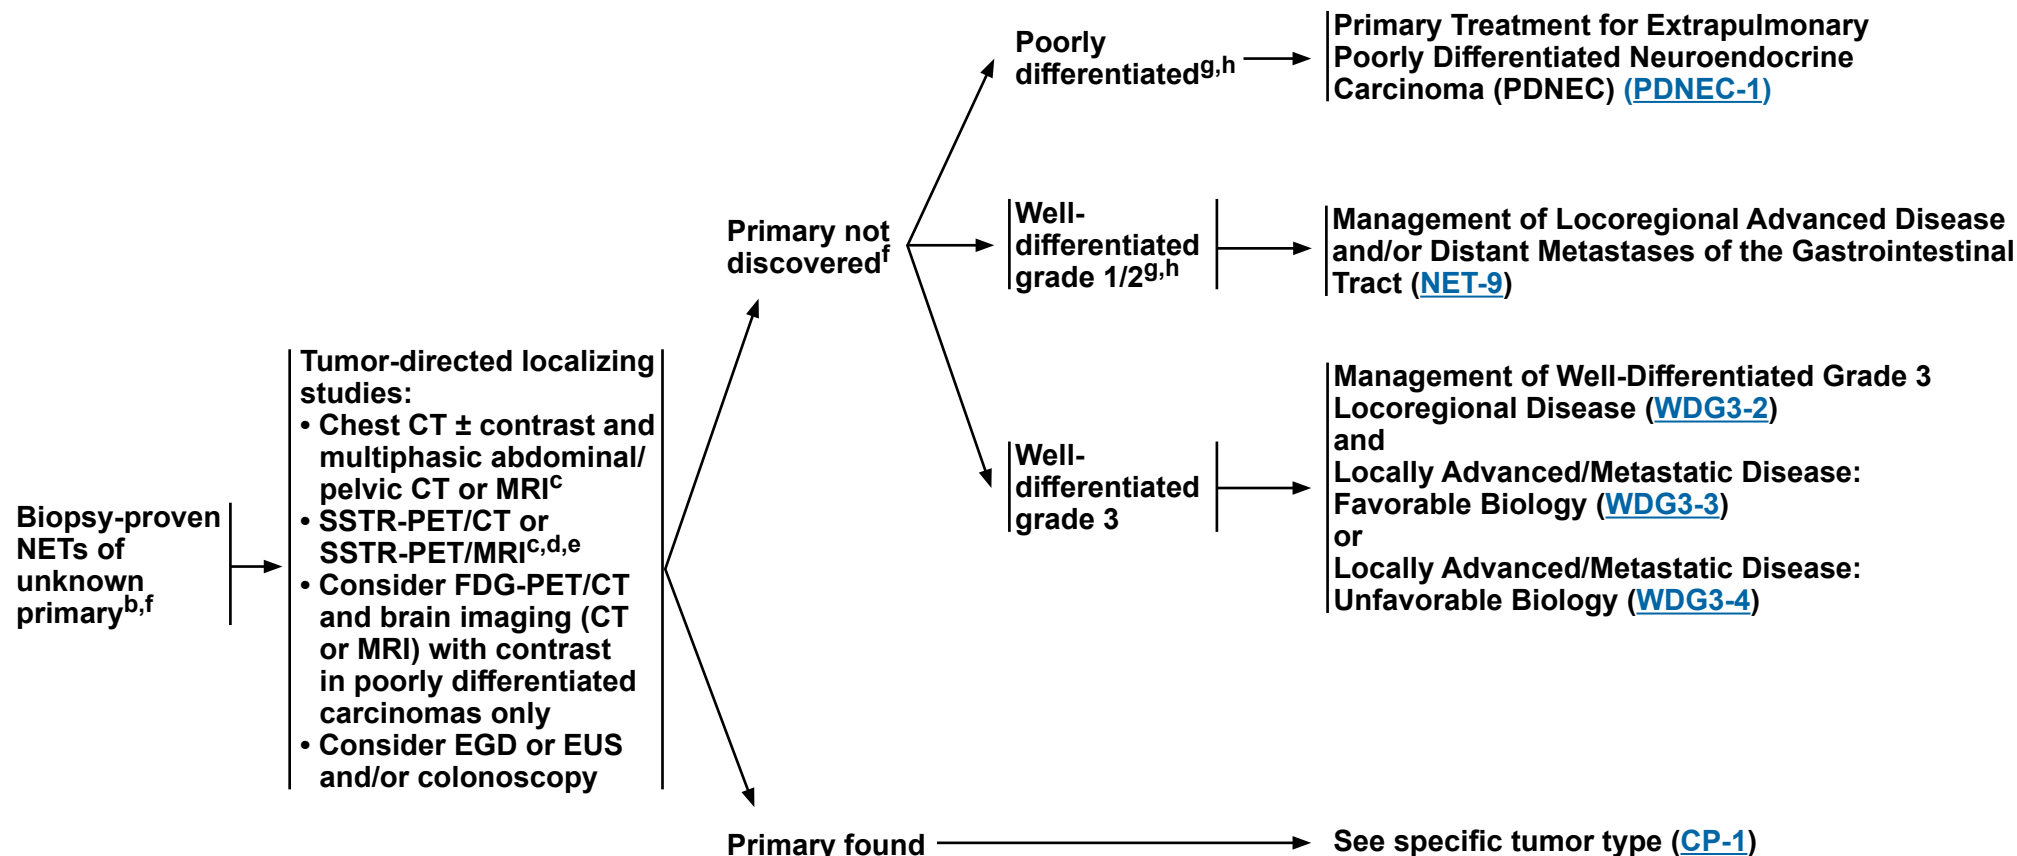 Biopsy-proven
NETs of
unknown
primaryb,f
Tumor-directed localizing
studies:
• Chest CT ± contrast and
multiphasic abdominal/
pelvic CT or MRIc
• SSTR-PET/CT or
SSTR-PET/MRIc,d,e
• Consider FDG-PET/CT
and brain imaging (CT
or MRI) with contrast
in poorly differentiated
carcinomas only
• Consider EGD or EUS
and/or colonoscopy
Primary not
discoveredf
Poorly
differentiatedg,h
Primary Treatment for Extrapulmonary
Poorly Differentiated Neuroendocrine
Carcinoma (PDNEC) (PDNEC-1)
Well-
differentiated
grade 1/2g,h
Management of Locoregional Advanced Disease
and/or Distant Metastases of the Gastrointestinal
Tract (NET-9)
Well-
differentiated
grade 3
Management of Well-Differentiated Grade 3
Locoregional Disease (WDG3-2)
and
Locally Advanced/Metastatic Disease:
Favorable Biology (WDG3-3)
or
Locally Advanced/Metastatic Disease:
Unfavorable Biology (WDG3-4)
Primary found
See specific tumor type (CP-1)